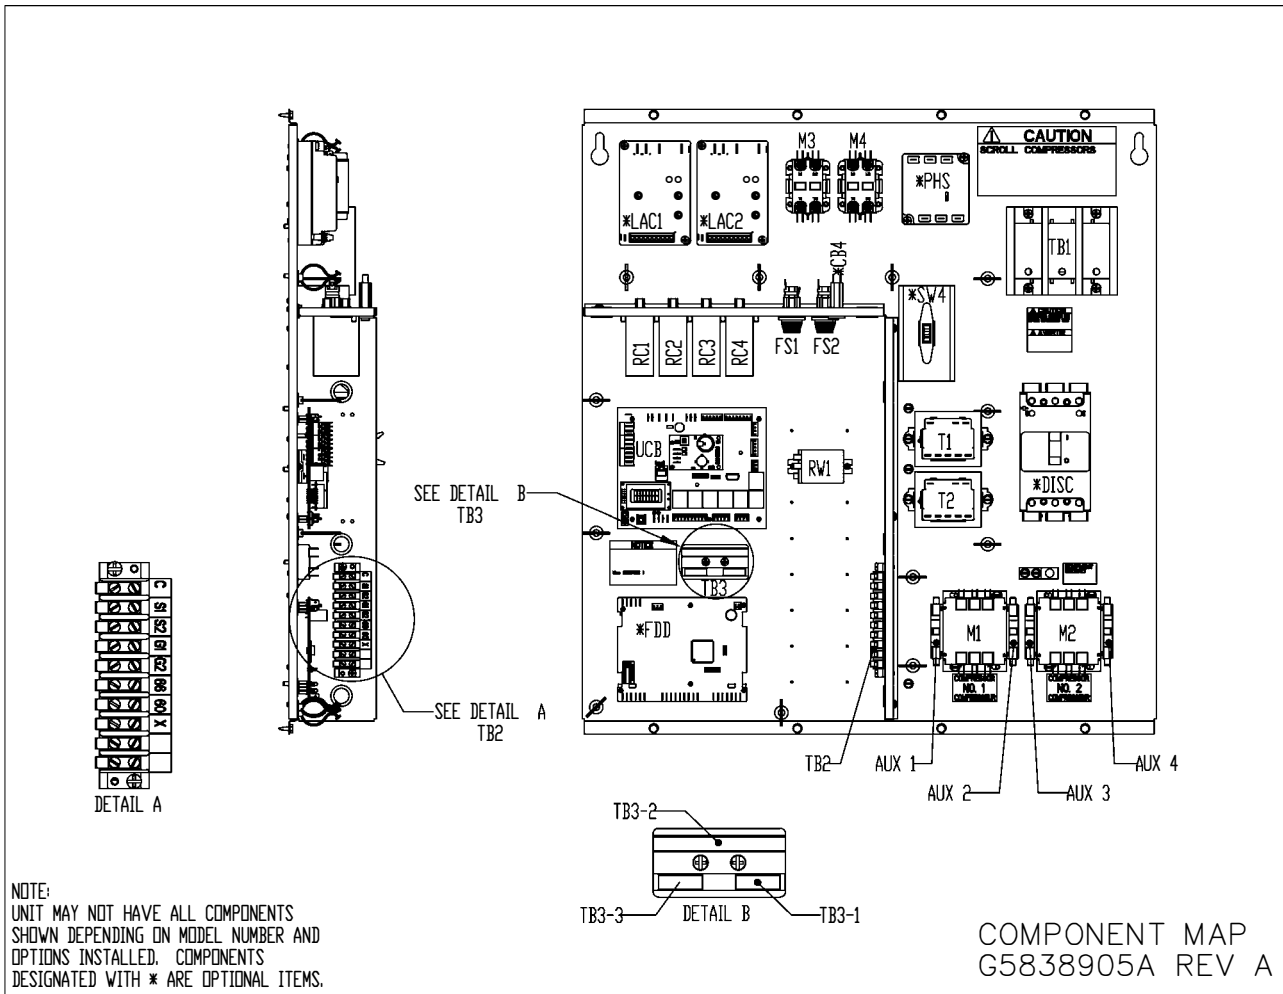 M3
M4
CAUTION
SCROLL COMPRESSORS
*PHS
*LAC1
*LAC2
TB1
*CB4
*SW4
RC1
RC2
RC3
RC4
FS1
FS2
UCB
RW1
T1
T2
*DISC
SEE DETAIL B
TB3
NOTICE
TB3
*FDD
M1
M2
COMPRESSOR
NO. 1
COMPRESSEUR
COMPRESSOR
NO. 2
COMPRESSEUR
C
S1
S2
G1
G2
G6
60
X
DETAIL A
SEE DETAIL A
TB2
TB2
AUX 1
AUX 2
AUX 3
AUX 4
TB3-2
TB3-3
DETAIL B
TB3-1
NOTE:
UNIT MAY NOT HAVE ALL COMPONENTS
SHOWN DEPENDING ON MODEL NUMBER AND
OPTIONS INSTALLED. COMPONENTS
DESIGNATED WITH * ARE OPTIONAL ITEMS.
COMPONENT MAP
G5838905A REV A